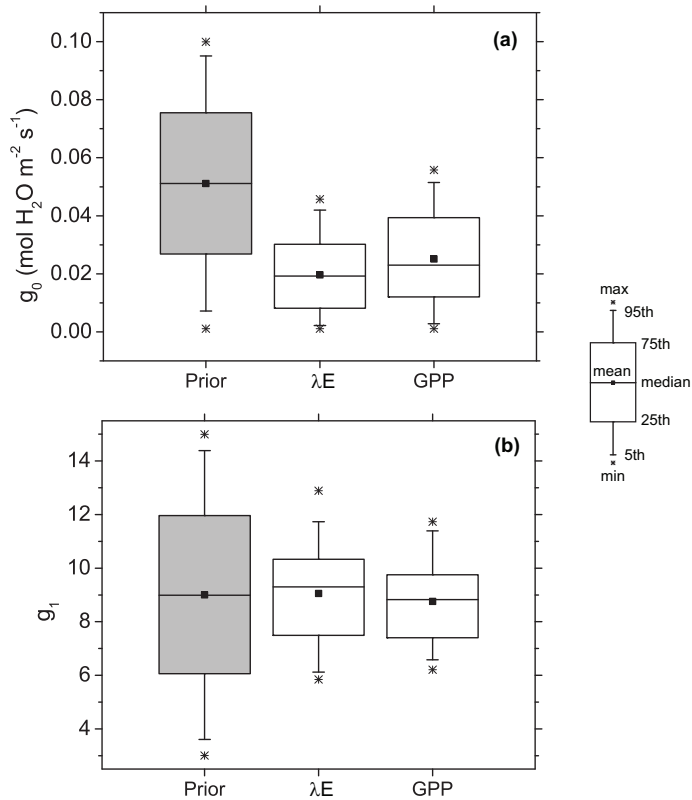 (a)
g₀ (mol H₂O m⁻² s⁻¹)
0.10
0.08
0.06
0.04
0.02
0.00
Prior
λE
GPP
max
95th
75th
mean
median
25th
5th
min
(b)
g₁
14
12
10
8
6
4
Prior
λE
GPP